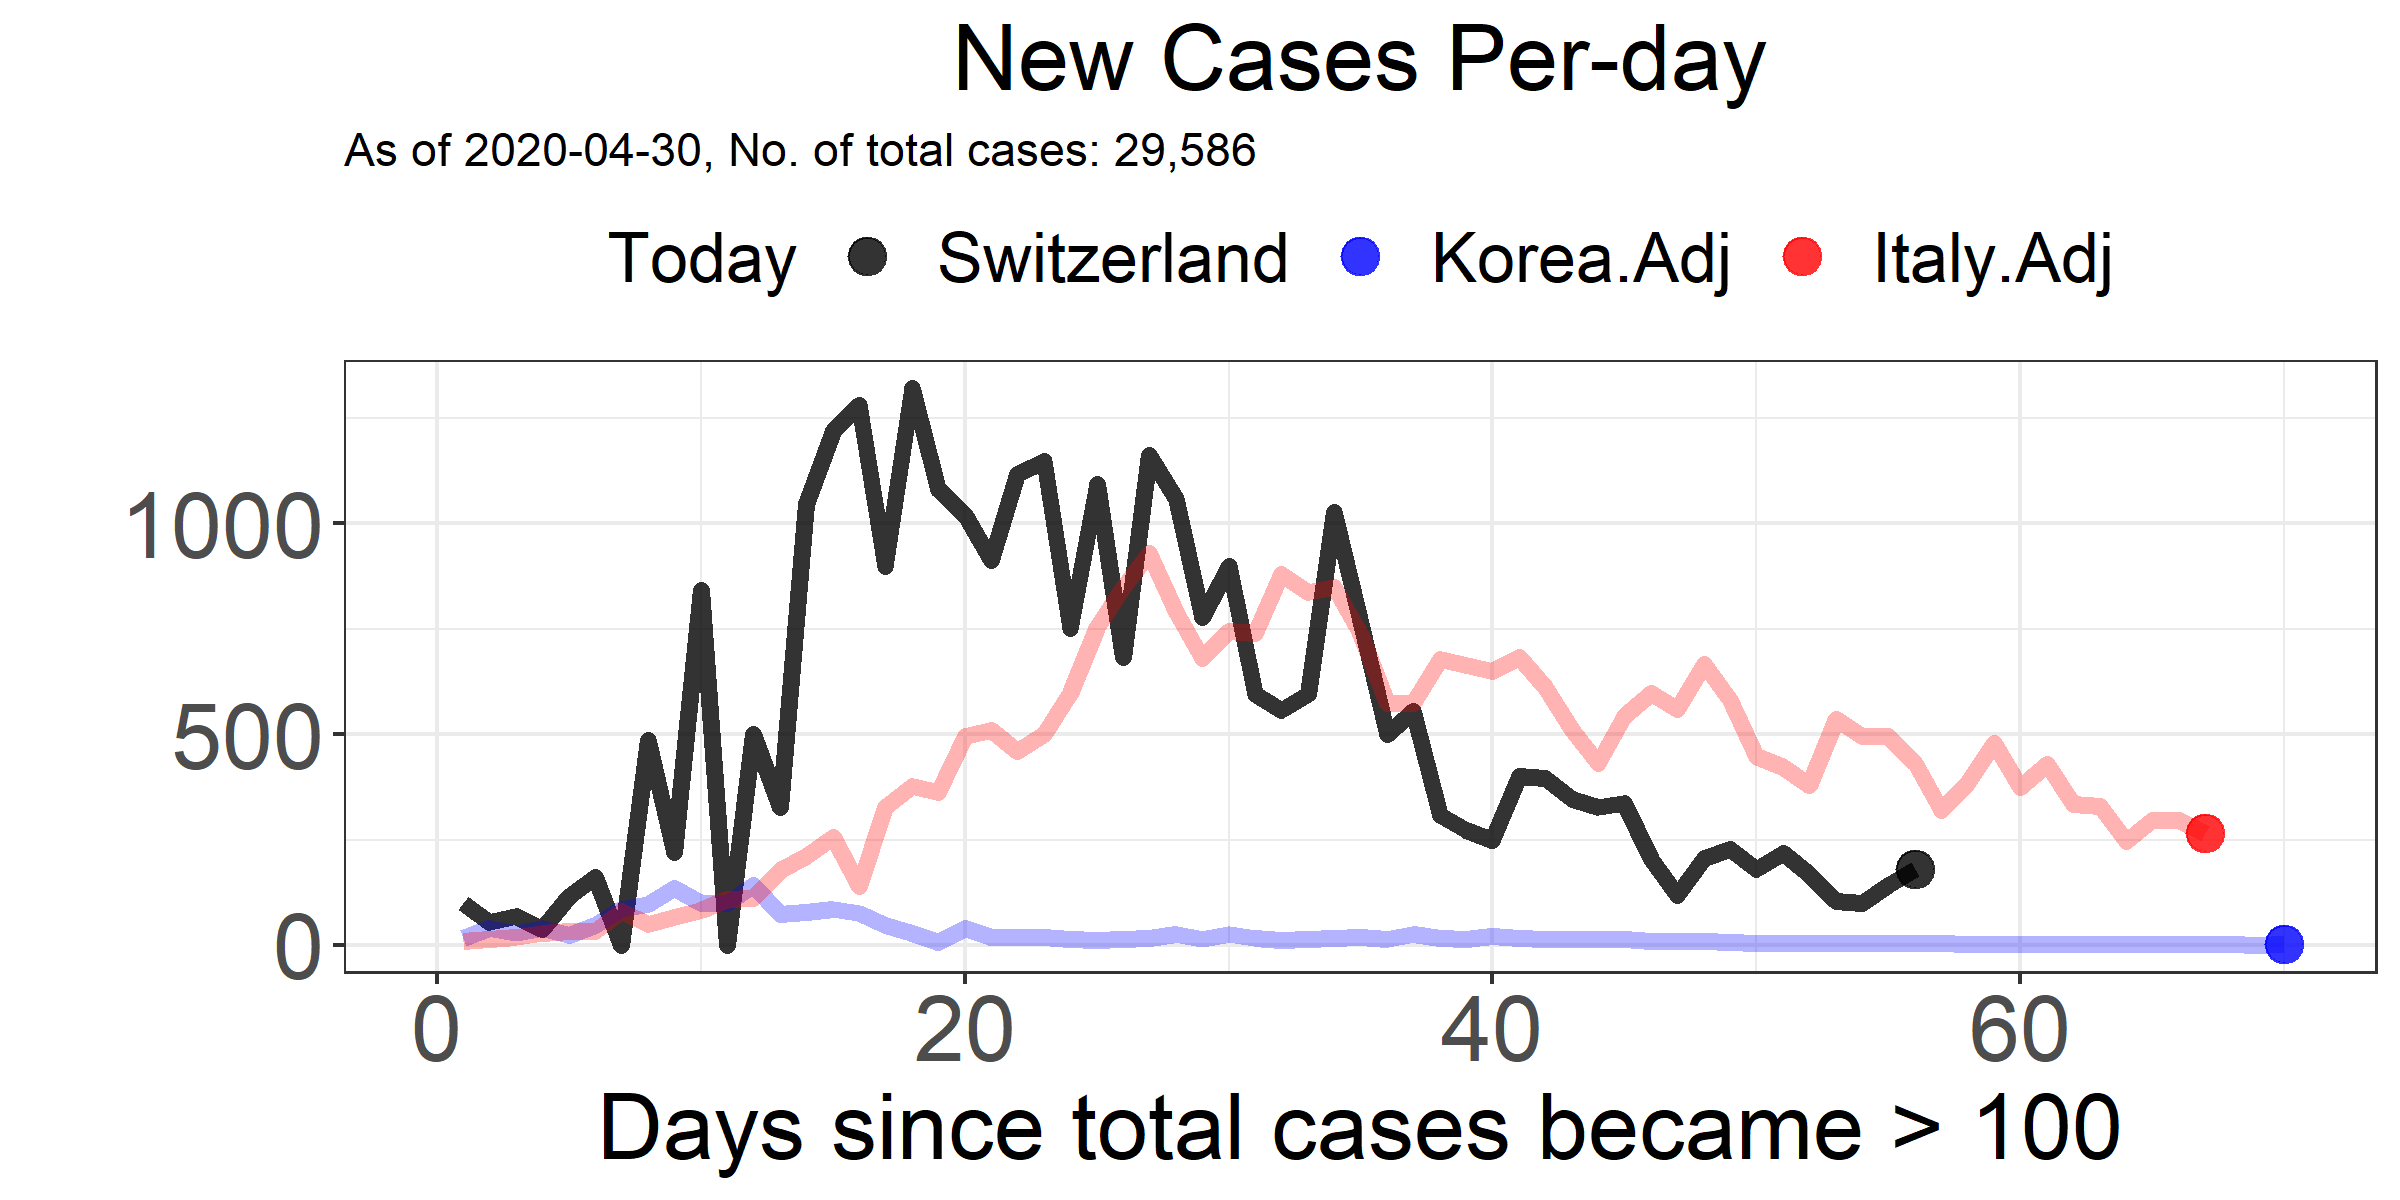 New Cases Per-day
As of 2020-04-30, No. of total cases: 29,586
Today Switzerland Korea.Adj Italy.Adj
1000
500
0
0 20 40 60
Days since total cases became > 100